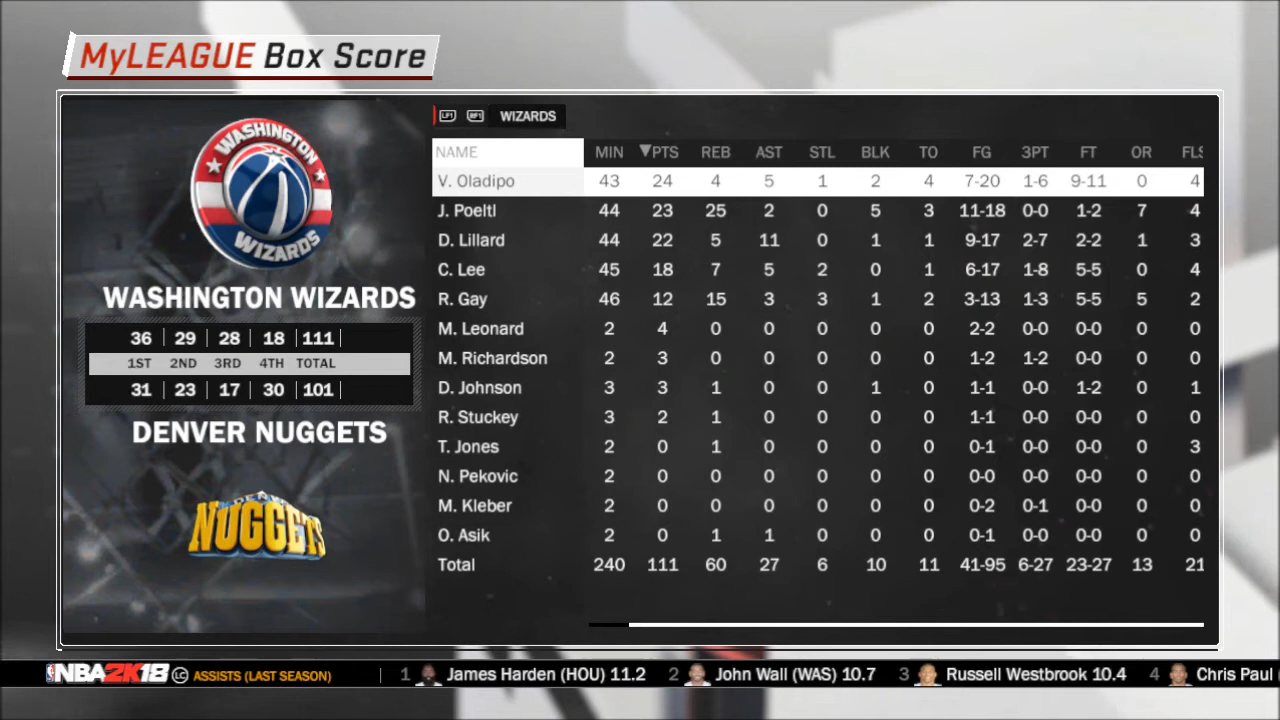 MyLEAGUE Box Score
WASHINGTON
WIZARDS
WASHINGTON WIZARDS
36 29 28 18 111
1ST 2ND 3RD 4TH TOTAL
31 23 17 30 101
DENVER NUGGETS
DENVER
NUGGETS
LF1 RF1 WIZARDS
NAME MIN PTS REB AST STL BLK TO FG 3PT FT OR FLS
V. Oladipo 43 24 4 5 1 2 4 7-20 1-6 9-11 0 4
J. Poeltl 44 23 25 2 0 5 3 11-18 0-0 1-2 7 4
D. Lillard 44 22 5 11 0 1 1 9-17 2-7 2-2 1 3
C. Lee 45 18 7 5 2 0 1 6-17 1-8 5-5 0 4
R. Gay 46 12 15 3 3 1 2 3-13 1-3 5-5 5 2
M. Leonard 2 4 0 0 0 0 0 2-2 0-0 0-0 0 0
M. Richardson 2 3 0 0 0 0 0 1-2 1-2 0-0 0 0
D. Johnson 3 3 1 0 0 1 0 1-1 0-0 1-2 0 1
R. Stuckey 3 2 1 0 0 0 0 1-1 0-0 0-0 0 0
T. Jones 2 0 1 0 0 0 0 0-1 0-0 0-0 0 3
N. Pekovic 2 0 0 0 0 0 0 0-0 0-0 0-0 0 0
M. Kleber 2 0 0 0 0 0 0 0-2 0-1 0-0 0 0
O. Asik 2 0 1 1 0 0 0 0-1 0-0 0-0 0 0
Total 240 111 60 27 6 10 11 41-95 6-27 23-27 13 21
NBA2K18 LC ASSISTS (LAST SEASON) 1 James Harden (HOU) 11.2 2 John Wall (WAS) 10.7 3 Russell Westbrook 10.4 4 Chris Paul